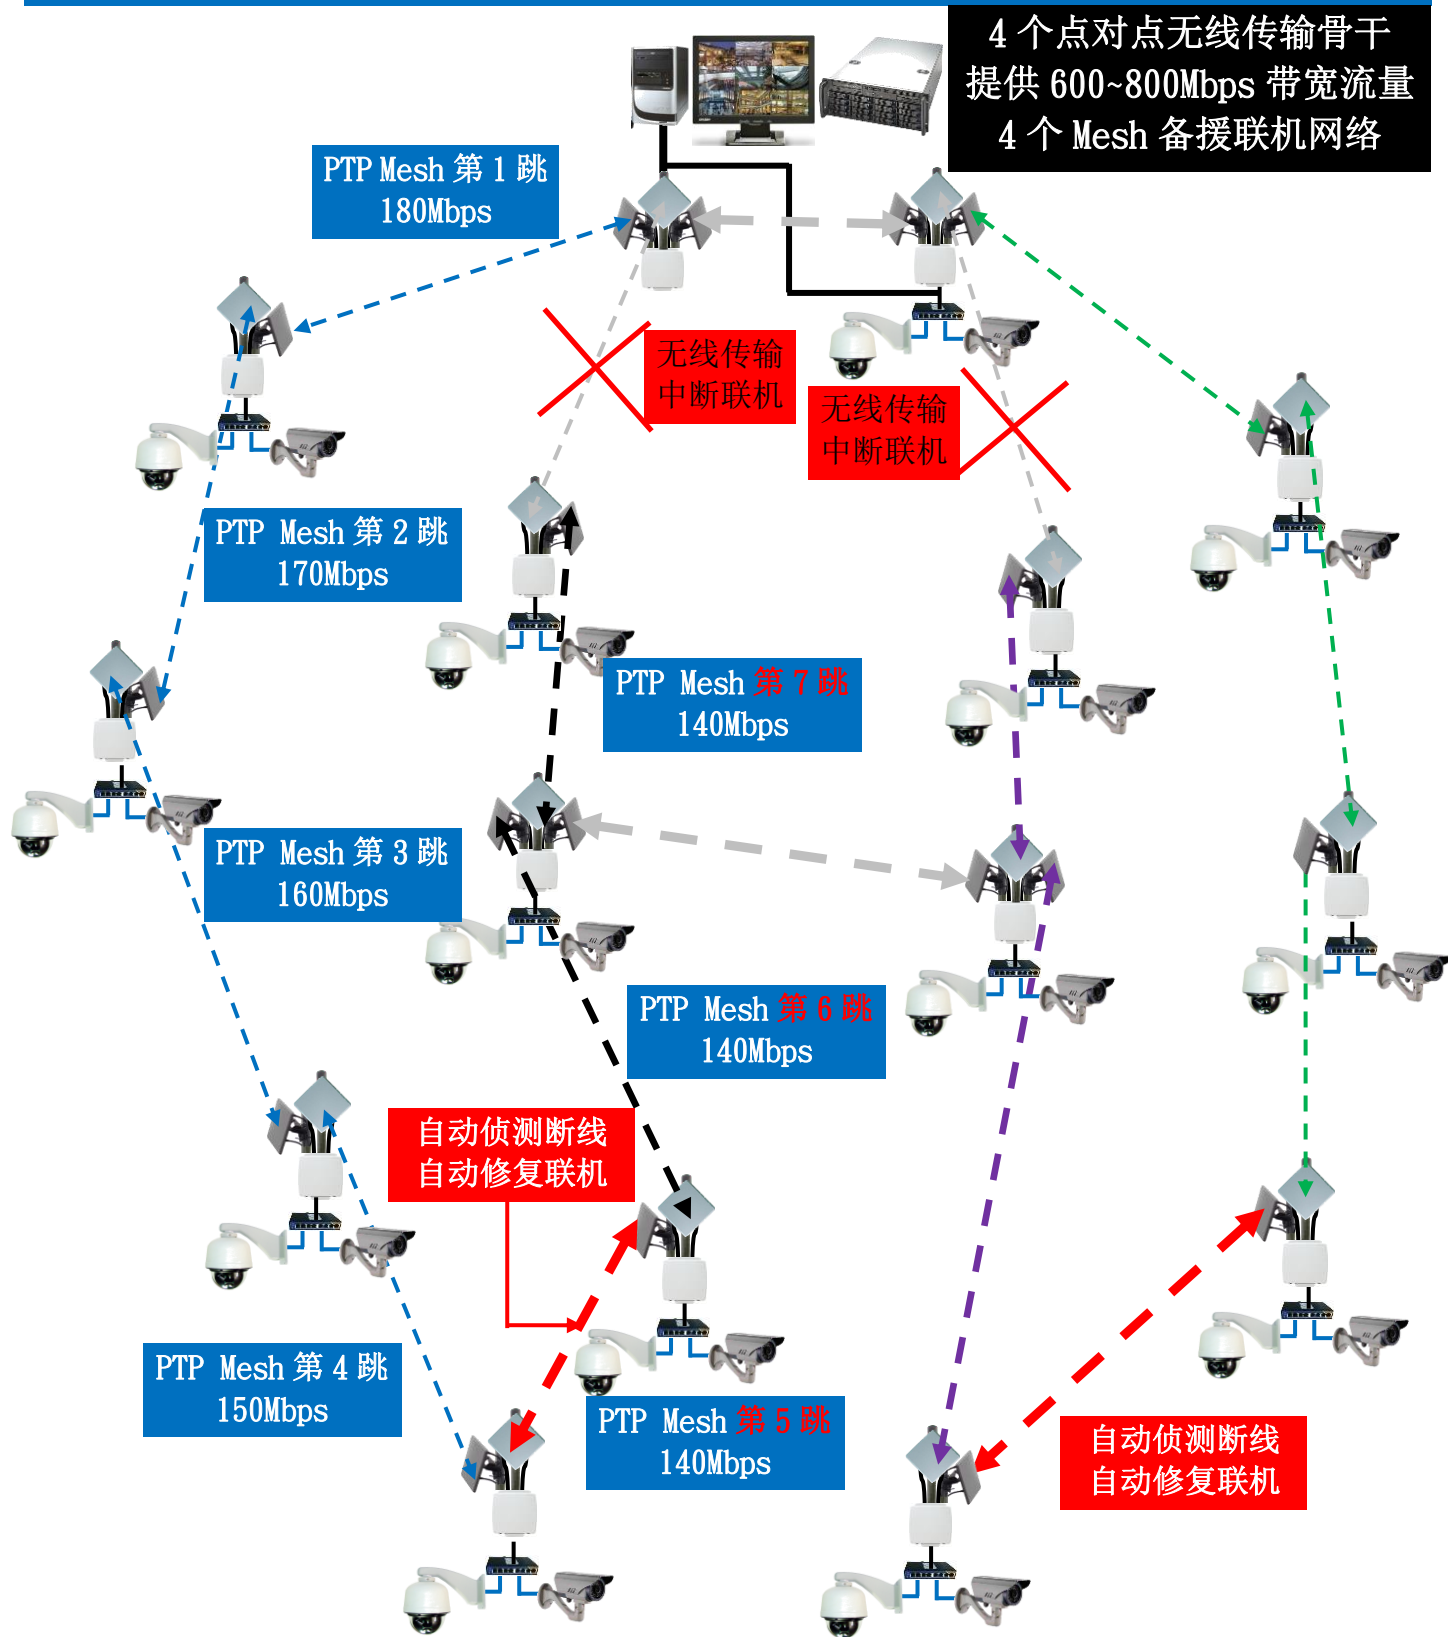 4 个点对点无线传输骨干
提供 600~800Mbps 带宽流量
4 个 Mesh 备援联机网络
PTP Mesh 第 1 跳
180Mbps
无线传输
中断联机
无线传输
中断联机
PTP Mesh 第 2 跳
170Mbps
PTP Mesh 第 7 跳
140Mbps
PTP Mesh 第 3 跳
160Mbps
PTP Mesh 第 6 跳
140Mbps
自动侦测断线
自动修复联机
PTP Mesh 第 4 跳
150Mbps
PTP Mesh 第 5 跳
140Mbps
自动侦测断线
自动修复联机